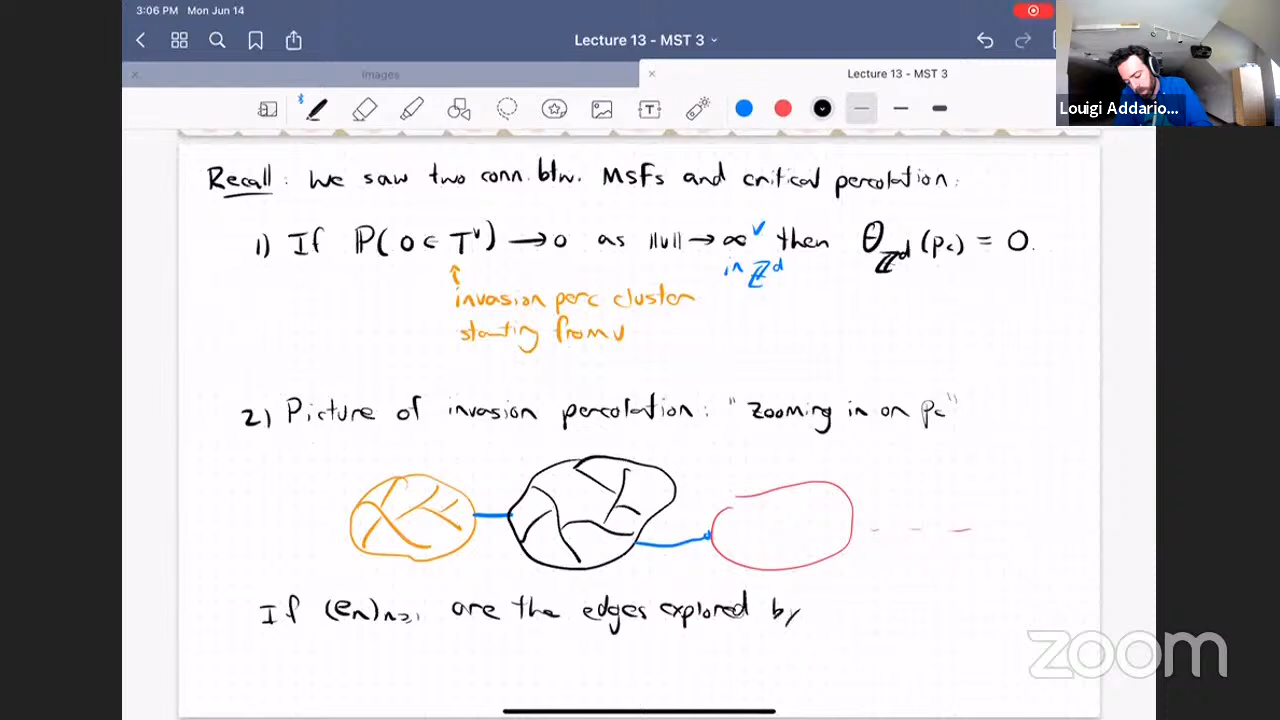 3:06 PM Mon Jun 14
Lecture 13 - MST 3
Images
Lecture 13 - MST 3
Louigi Addario...
Recall: We saw two conn. btw. MSFs and critical percolation:
1) If ℙ(0 ∈ Tᵛ) → 0 as ‖v‖ → ∞ then θ_ℤᵈ(pc) = 0.
in ℤᵈ
invasion perc cluster
starting from v
2) Picture of invasion percolation: "Zooming in on pc"
If (en)n≥1 are the edges explored by
zoom